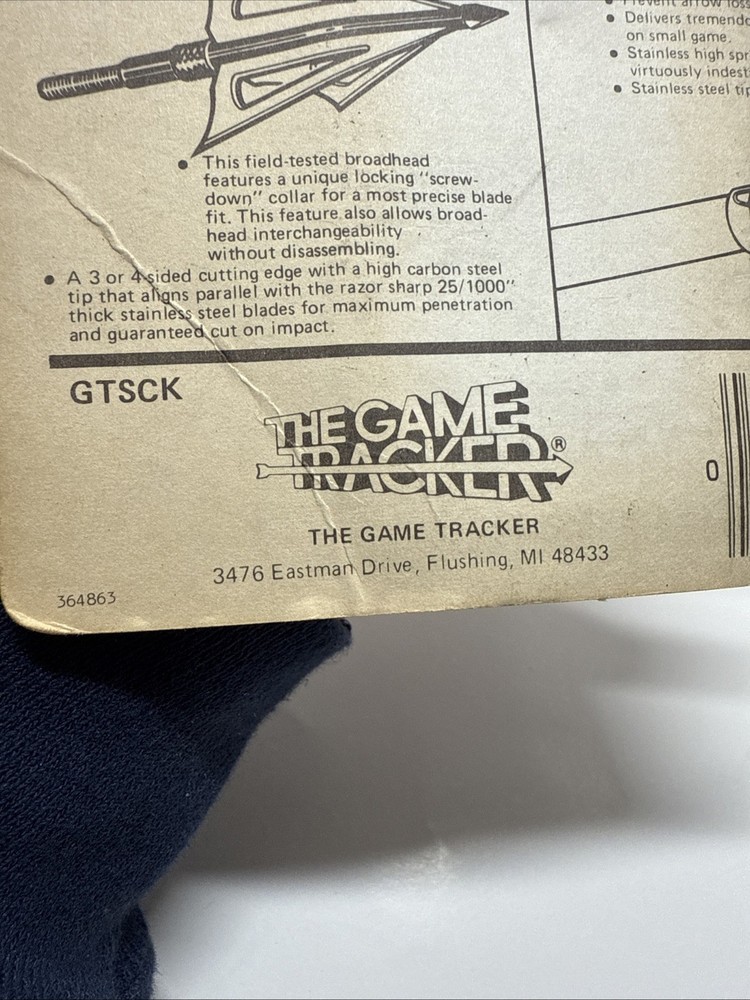 This field-tested broadhead
features a unique locking "screw-
down" collar for a most precise blade
fit. This feature also allows broad-
head interchangeability
without disassembling.
A 3 or 4 sided cutting edge with a high carbon steel
tip that aligns parallel with the razor sharp 25/1000"
thick stainless steel blades for maximum penetration
and guaranteed cut on impact.
Prevent arrow loss
Delivers
on small game.
Stainless high
virtuously
Stainless steel
GTSCK
THE GAME
TRACKER®
THE GAME TRACKER
3476 Eastman Drive, Flushing, MI 48433
364863
0